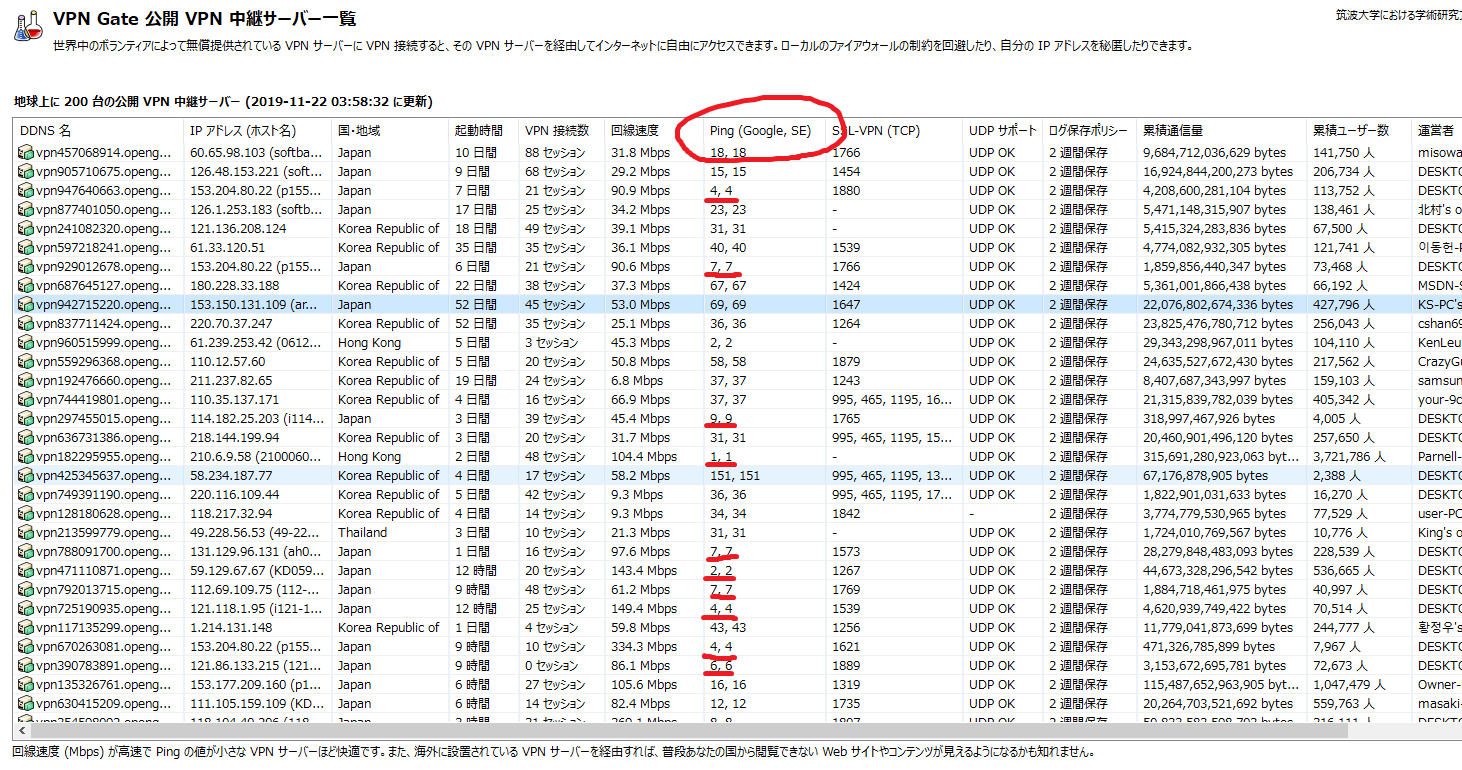 VPN Gate 公開 VPN 中継サーバー一覧
筑波大学における学術研究プ
世界中のボランティアによって無償提供されている VPN サーバーに VPN 接続すると、その VPN サーバーを経由してインターネットに自由にアクセスできます。ローカルのファイアウォールの制約を回避したり、自分の IP アドレスを秘匿したりできます。
地球上に 200 台の公開 VPN 中継サーバー (2019-11-22 03:58:32 に更新)
DDNS 名 IP アドレス (ホスト名) 国・地域 起動時間 VPN 接続数 回線速度 Ping (Google, SE) SSL-VPN (TCP) UDP サポート ログ保存ポリシー 累積通信量 累積ユーザー数 運営者
vpn457068914.openg... 60.65.98.103 (softba... Japan 10 日間 88 セッション 31.8 Mbps 18, 18 1766 UDP OK 2 週間保存 9,684,712,036,629 bytes 141,750 人 misowa
vpn905710675.openg... 126.48.153.221 (soft... Japan 9 日間 68 セッション 29.2 Mbps 15, 15 1454 UDP OK 2 週間保存 16,924,844,200,273 bytes 206,734 人 DESKTO
vpn947640663.openg... 153.204.80.22 (p155... Japan 7 日間 21 セッション 90.9 Mbps 4, 4 1880 UDP OK 2 週間保存 4,208,600,281,104 bytes 113,752 人 DESKTO
vpn877401050.openg... 126.1.253.183 (softb... Japan 17 日間 25 セッション 34.2 Mbps 23, 23 - UDP OK 2 週間保存 5,471,148,315,907 bytes 138,461 人 北村's o
vpn241082320.openg... 121.136.208.124 Korea Republic of 18 日間 49 セッション 39.1 Mbps 31, 31 - UDP OK 2 週間保存 5,415,324,283,836 bytes 67,500 人 DESKTO
vpn597218241.openg... 61.33.120.51 Korea Republic of 35 日間 35 セッション 36.1 Mbps 40, 40 1539 UDP OK 2 週間保存 4,774,082,932,305 bytes 121,741 人 이동헌-P
vpn929012678.openg... 153.204.80.22 (p155... Japan 6 日間 21 セッション 90.6 Mbps 7, 7 1766 UDP OK 2 週間保存 1,859,856,440,347 bytes 73,468 人 DESKTO
vpn687645127.openg... 180.228.33.188 Korea Republic of 22 日間 38 セッション 37.3 Mbps 67, 67 1424 UDP OK 2 週間保存 5,361,001,866,438 bytes 66,192 人 MSDN-S
vpn942715220.openg... 153.150.131.109 (ar... Japan 52 日間 45 セッション 53.0 Mbps 69, 69 1647 UDP OK 2 週間保存 22,076,802,674,336 bytes 427,796 人 KS-PC's
vpn837711424.openg... 220.70.37.247 Korea Republic of 52 日間 35 セッション 25.1 Mbps 36, 36 1264 UDP OK 2 週間保存 23,825,476,780,712 bytes 256,043 人 cshan69
vpn960515999.openg... 61.239.253.42 (0612... Hong Kong 5 日間 3 セッション 45.3 Mbps 2, 2 - UDP OK 2 週間保存 29,343,298,967,011 bytes 104,110 人 KenLeu
vpn559296368.openg... 110.12.57.60 Korea Republic of 5 日間 20 セッション 50.8 Mbps 58, 58 1879 UDP OK 2 週間保存 24,635,527,672,430 bytes 217,562 人 CrazyGu
vpn192476660.openg... 211.237.82.65 Korea Republic of 19 日間 24 セッション 6.8 Mbps 37, 37 1243 UDP OK 2 週間保存 8,407,687,343,997 bytes 159,103 人 samsun
vpn744419801.openg... 110.35.137.171 Korea Republic of 4 日間 16 セッション 66.9 Mbps 37, 37 995, 465, 1195, 16... UDP OK 2 週間保存 21,315,839,782,039 bytes 405,342 人 your-9c
vpn297455015.openg... 114.182.25.203 (i114... Japan 3 日間 39 セッション 45.4 Mbps 9, 9 1765 UDP OK 2 週間保存 318,997,467,926 bytes 4,005 人 DESKTO
vpn636731386.openg... 218.144.199.94 Korea Republic of 3 日間 20 セッション 31.7 Mbps 31, 31 995, 465, 1195, 15... UDP OK 2 週間保存 20,460,901,496,120 bytes 257,650 人 DESKTO
vpn182295955.openg... 210.6.9.58 (2100060... Hong Kong 2 日間 48 セッション 104.4 Mbps 1, 1 - UDP OK 2 週間保存 315,691,280,923,063 byt... 3,721,786 人 Parnell-
vpn425345637.openg... 58.234.187.77 Korea Republic of 4 日間 17 セッション 58.2 Mbps 151, 151 995, 465, 1195, 13... UDP OK 2 週間保存 67,176,878,905 bytes 2,388 人 DESKTO
vpn749391190.openg... 220.116.109.44 Korea Republic of 5 日間 42 セッション 9.3 Mbps 36, 36 995, 465, 1195, 17... UDP OK 2 週間保存 1,822,901,031,633 bytes 16,270 人 DESKTO
vpn128180628.openg... 118.217.32.94 Korea Republic of 4 日間 14 セッション 9.3 Mbps 34, 34 1842 - 2 週間保存 3,774,779,530,965 bytes 77,529 人 user-PC
vpn213599779.openg... 49.228.56.53 (49-22... Thailand 3 日間 10 セッション 21.3 Mbps 31, 31 - UDP OK 2 週間保存 1,724,010,769,567 bytes 10,776 人 King's o
vpn788091700.openg... 131.129.96.131 (ah0... Japan 1 日間 16 セッション 97.6 Mbps 7, 7 1573 UDP OK 2 週間保存 28,279,848,483,093 bytes 228,539 人 DESKTO
vpn471110871.openg... 59.129.67.67 (KD059... Japan 12 時間 20 セッション 143.4 Mbps 2, 2 1267 UDP OK 2 週間保存 44,673,328,296,542 bytes 536,665 人 DESKTO
vpn792013715.openg... 112.69.109.75 (112-... Japan 9 時間 48 セッション 61.2 Mbps 7, 7 1769 UDP OK 2 週間保存 1,884,718,461,975 bytes 40,997 人 DESKTO
vpn725190935.openg... 121.118.1.95 (i121-1... Japan 12 時間 25 セッション 149.4 Mbps 4, 4 1539 UDP OK 2 週間保存 4,620,939,749,422 bytes 70,514 人 DESKTO
vpn117135299.openg... 1.214.131.148 Korea Republic of 1 日間 4 セッション 59.8 Mbps 43, 43 1256 UDP OK 2 週間保存 11,779,041,873,699 bytes 244,777 人 황정우's
vpn670263081.openg... 153.204.80.22 (p155... Japan 9 時間 10 セッション 334.3 Mbps 4, 4 1621 UDP OK 2 週間保存 471,326,785,899 bytes 7,967 人 DESKTO
vpn390783891.openg... 121.86.133.215 (121... Japan 9 時間 0 セッション 86.1 Mbps 6, 6 1889 UDP OK 2 週間保存 3,153,672,695,781 bytes 72,673 人 DESKTO
vpn135326761.openg... 153.177.209.160 (p1... Japan 6 時間 27 セッション 105.6 Mbps 16, 16 1319 UDP OK 2 週間保存 115,487,652,963,905 byt... 1,047,479 人 Owner-
vpn630415209.openg... 111.105.159.109 (KD... Japan 6 時間 14 セッション 82.4 Mbps 12, 12 1735 UDP OK 2 週間保存 20,264,703,521,692 bytes 559,763 人 masaki-
回線速度 (Mbps) が高速で Ping の値が小さな VPN サーバーほど快適です。また、海外に設置されている VPN サーバーを経由すれば、普段あなたの国から閲覧できない Web サイトやコンテンツが見えるようになるかも知れません。